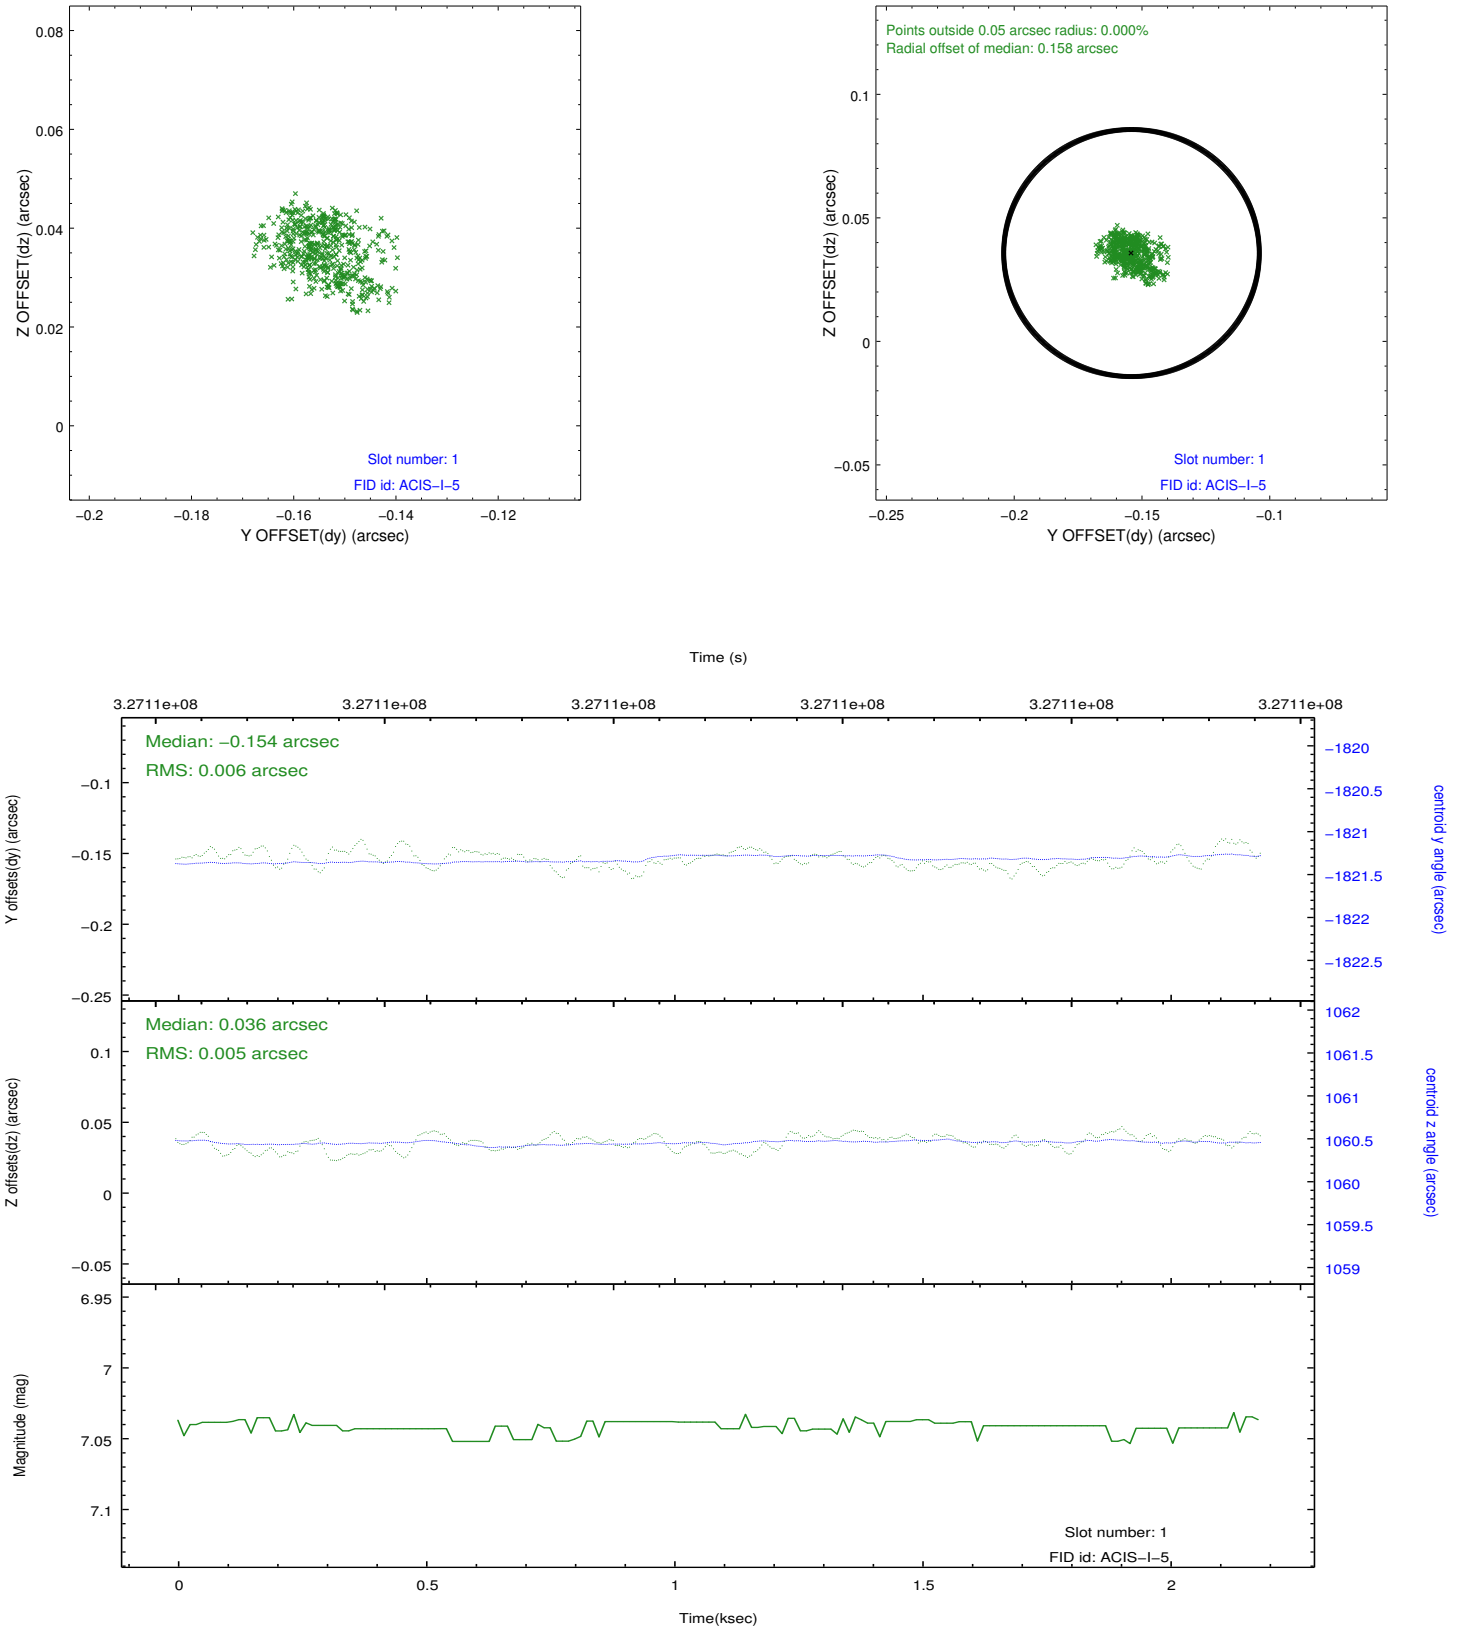 0.08
0.06
0.04
0.02
0
−0.2 −0.18 −0.16 −0.14 −0.12
Z OFFSET(dz) (arcsec)
Y OFFSET(dy) (arcsec)
Slot number: 1
FID id: ACIS−I−5
Points outside 0.05 arcsec radius: 0.000%
Radial offset of median: 0.158 arcsec
0.1
0.05
0
−0.05
−0.25 −0.2 −0.15 −0.1
Z OFFSET(dz) (arcsec)
Y OFFSET(dy) (arcsec)
Slot number: 1
FID id: ACIS−I−5
Time (s)
3.2711e+08 3.2711e+08 3.2711e+08 3.2711e+08 3.2711e+08 3.2711e+08
Median: −0.154 arcsec
RMS: 0.006 arcsec
−0.1
−0.15
−0.2
−0.25
Y offsets(dy) (arcsec)
−1820
−1820.5
−1821
−1821.5
−1822
−1822.5
centroid y angle (arcsec)
Median: 0.036 arcsec
RMS: 0.005 arcsec
0.1
0.05
0
−0.05
Z offsets(dz) (arcsec)
1062
1061.5
1061
1060.5
1060
1059.5
1059
centroid z angle (arcsec)
6.95
7
7.05
7.1
Magnitude (mag)
Slot number: 1
FID id: ACIS−I−5
0 0.5 1 1.5 2
Time(ksec)